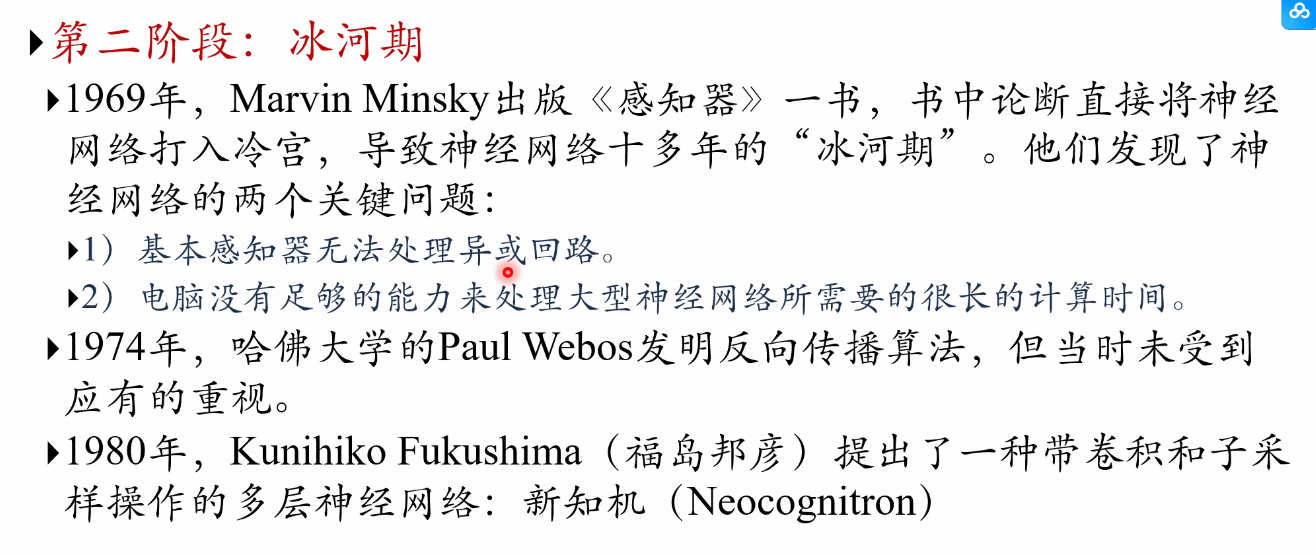 第二阶段：冰河期
1969年，Marvin Minsky出版《感知器》一书，书中论断直接将神经
网络打入冷宫，导致神经网络十多年的“冰河期”。他们发现了神
经网络的两个关键问题：
1）基本感知器无法处理异或回路。
2）电脑没有足够的能力来处理大型神经网络所需要的很长的计算时间。
1974年，哈佛大学的Paul Webos发明反向传播算法，但当时未受到
应有的重视。
1980年，Kunihiko Fukushima（福岛邦彦）提出了一种带卷积和子采
样操作的多层神经网络：新知机（Neocognitron）